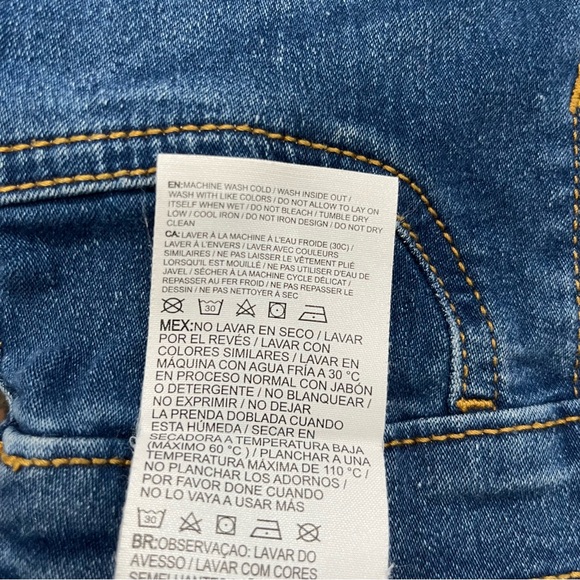 EN:MACHINE WASH COLD / WASH INSIDE OUT /
WASH WITH LIKE COLORS / DO NOT ALLOW TO LAY ON
ITSELF WHEN WET / DO NOT BLEACH / TUMBLE DRY
LOW / COOL IRON / DO NOT IRON DESIGN / DO NOT DRY
CLEAN
CA: LAVER À LA MACHINE À L'EAU FROIDE (30C) /
LAVER À L'ENVERS / LAVER AVEC COULEURS
SIMILAIRES / NE PAS LAISSER LE VÊTEMENT PLIÉ
LORSQU'IL EST MOUILLÉ / NE PAS UTILISER D'EAU DE
JAVEL / SÉCHER À LA MACHINE CYCLE DÉLICAT /
REPASSER AU FER FROID / NE PAS REPASSER LE
DESSIN / NE PAS NETTOYER À SEC
30
MEX:NO LAVAR EN SECO / LAVAR
POR EL REVÉS / LAVAR CON
COLORES SIMILARES / LAVAR EN
MÁQUINA CON AGUA FRÍA A 30 °C
EN PROCESO NORMAL CON JABÓN
O DETERGENTE / NO BLANQUEAR /
NO EXPRIMIR / NO DEJAR
LA PRENDA DOBLADA CUANDO
ESTA HÚMEDA / SECAR EN
SECADORA A TEMPERATURA BAJA
(MÁXIMO 60 °C ) / PLANCHAR A UNA
TEMPERATURA MÁXIMA DE 110 °C /
NO PLANCHAR LOS ADORNOS /
POR FAVOR DONE CUANDO
NO LO VAYA A USAR MÁS
30
BR:OBSERVAÇAO: LAVAR DO
AVESSO / LAVAR COM CORES